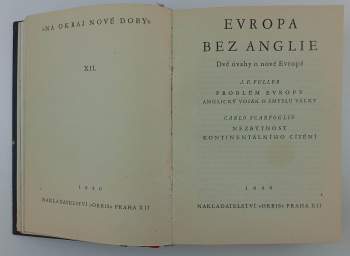 »NA OKRAJ NOVÉ DOBY«
XII.
1940
NAKLADATELSTVÍ »ORBIS« PRAHA XII
EVROPA
BEZ ANGLIE
Dvě úvahy o nové Evropě
J. F. FULLER
PROBLÉM EVROPY
ANGLICKÝ VOJÁK O SMYSLU VÁLKY
CARLO SCARFOGLIO
NEZBYTNOST
KONTINENTÁLNÍHO CÍTĚNÍ
1940
NAKLADATELSTVÍ »ORBIS« PRAHA XII